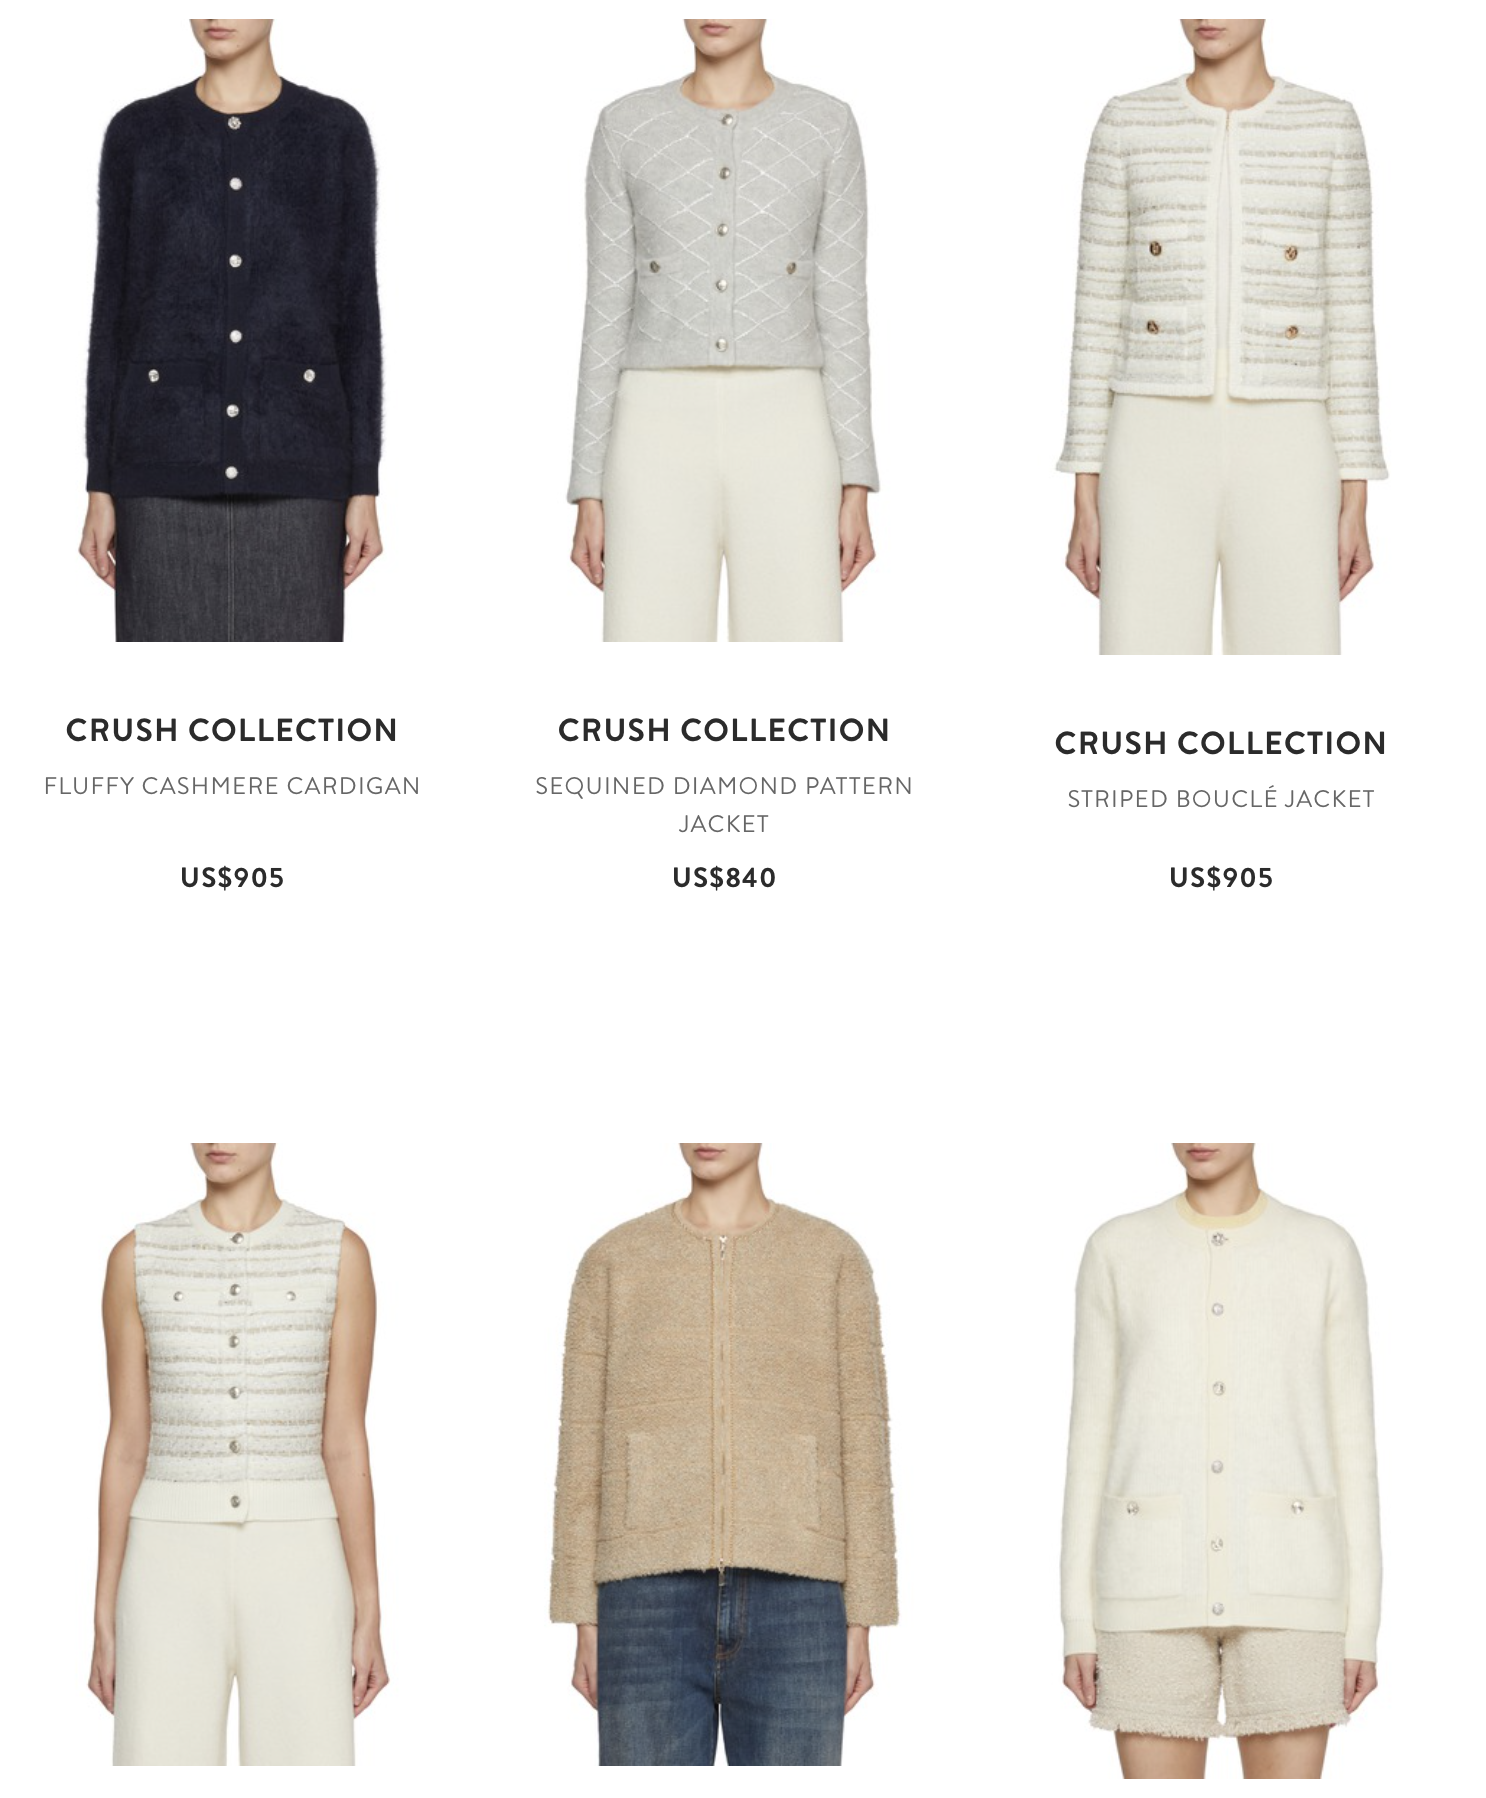 CRUSH COLLECTION
FLUFFY CASHMERE CARDIGAN
US$905
CRUSH COLLECTION
SEQUINED DIAMOND PATTERN
JACKET
US$840
CRUSH COLLECTION
STRIPED BOUCLÉ JACKET
US$905